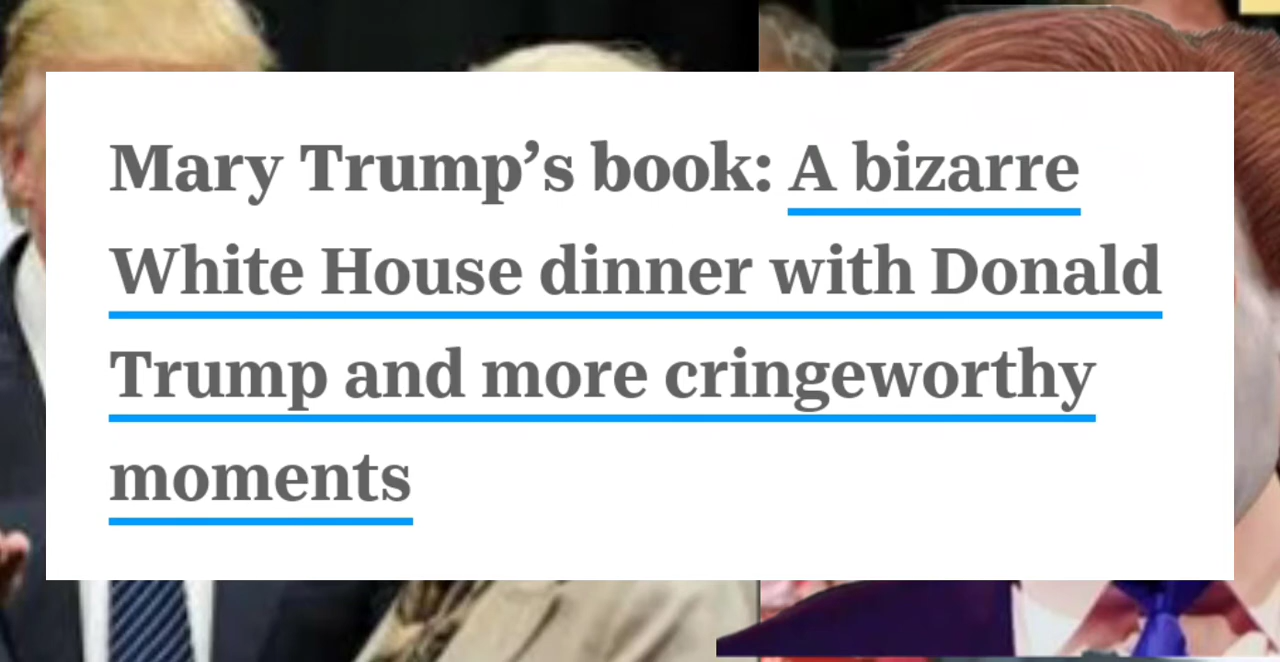 Mary Trump’s book: A bizarre
White House dinner with Donald
Trump and more cringeworthy
moments